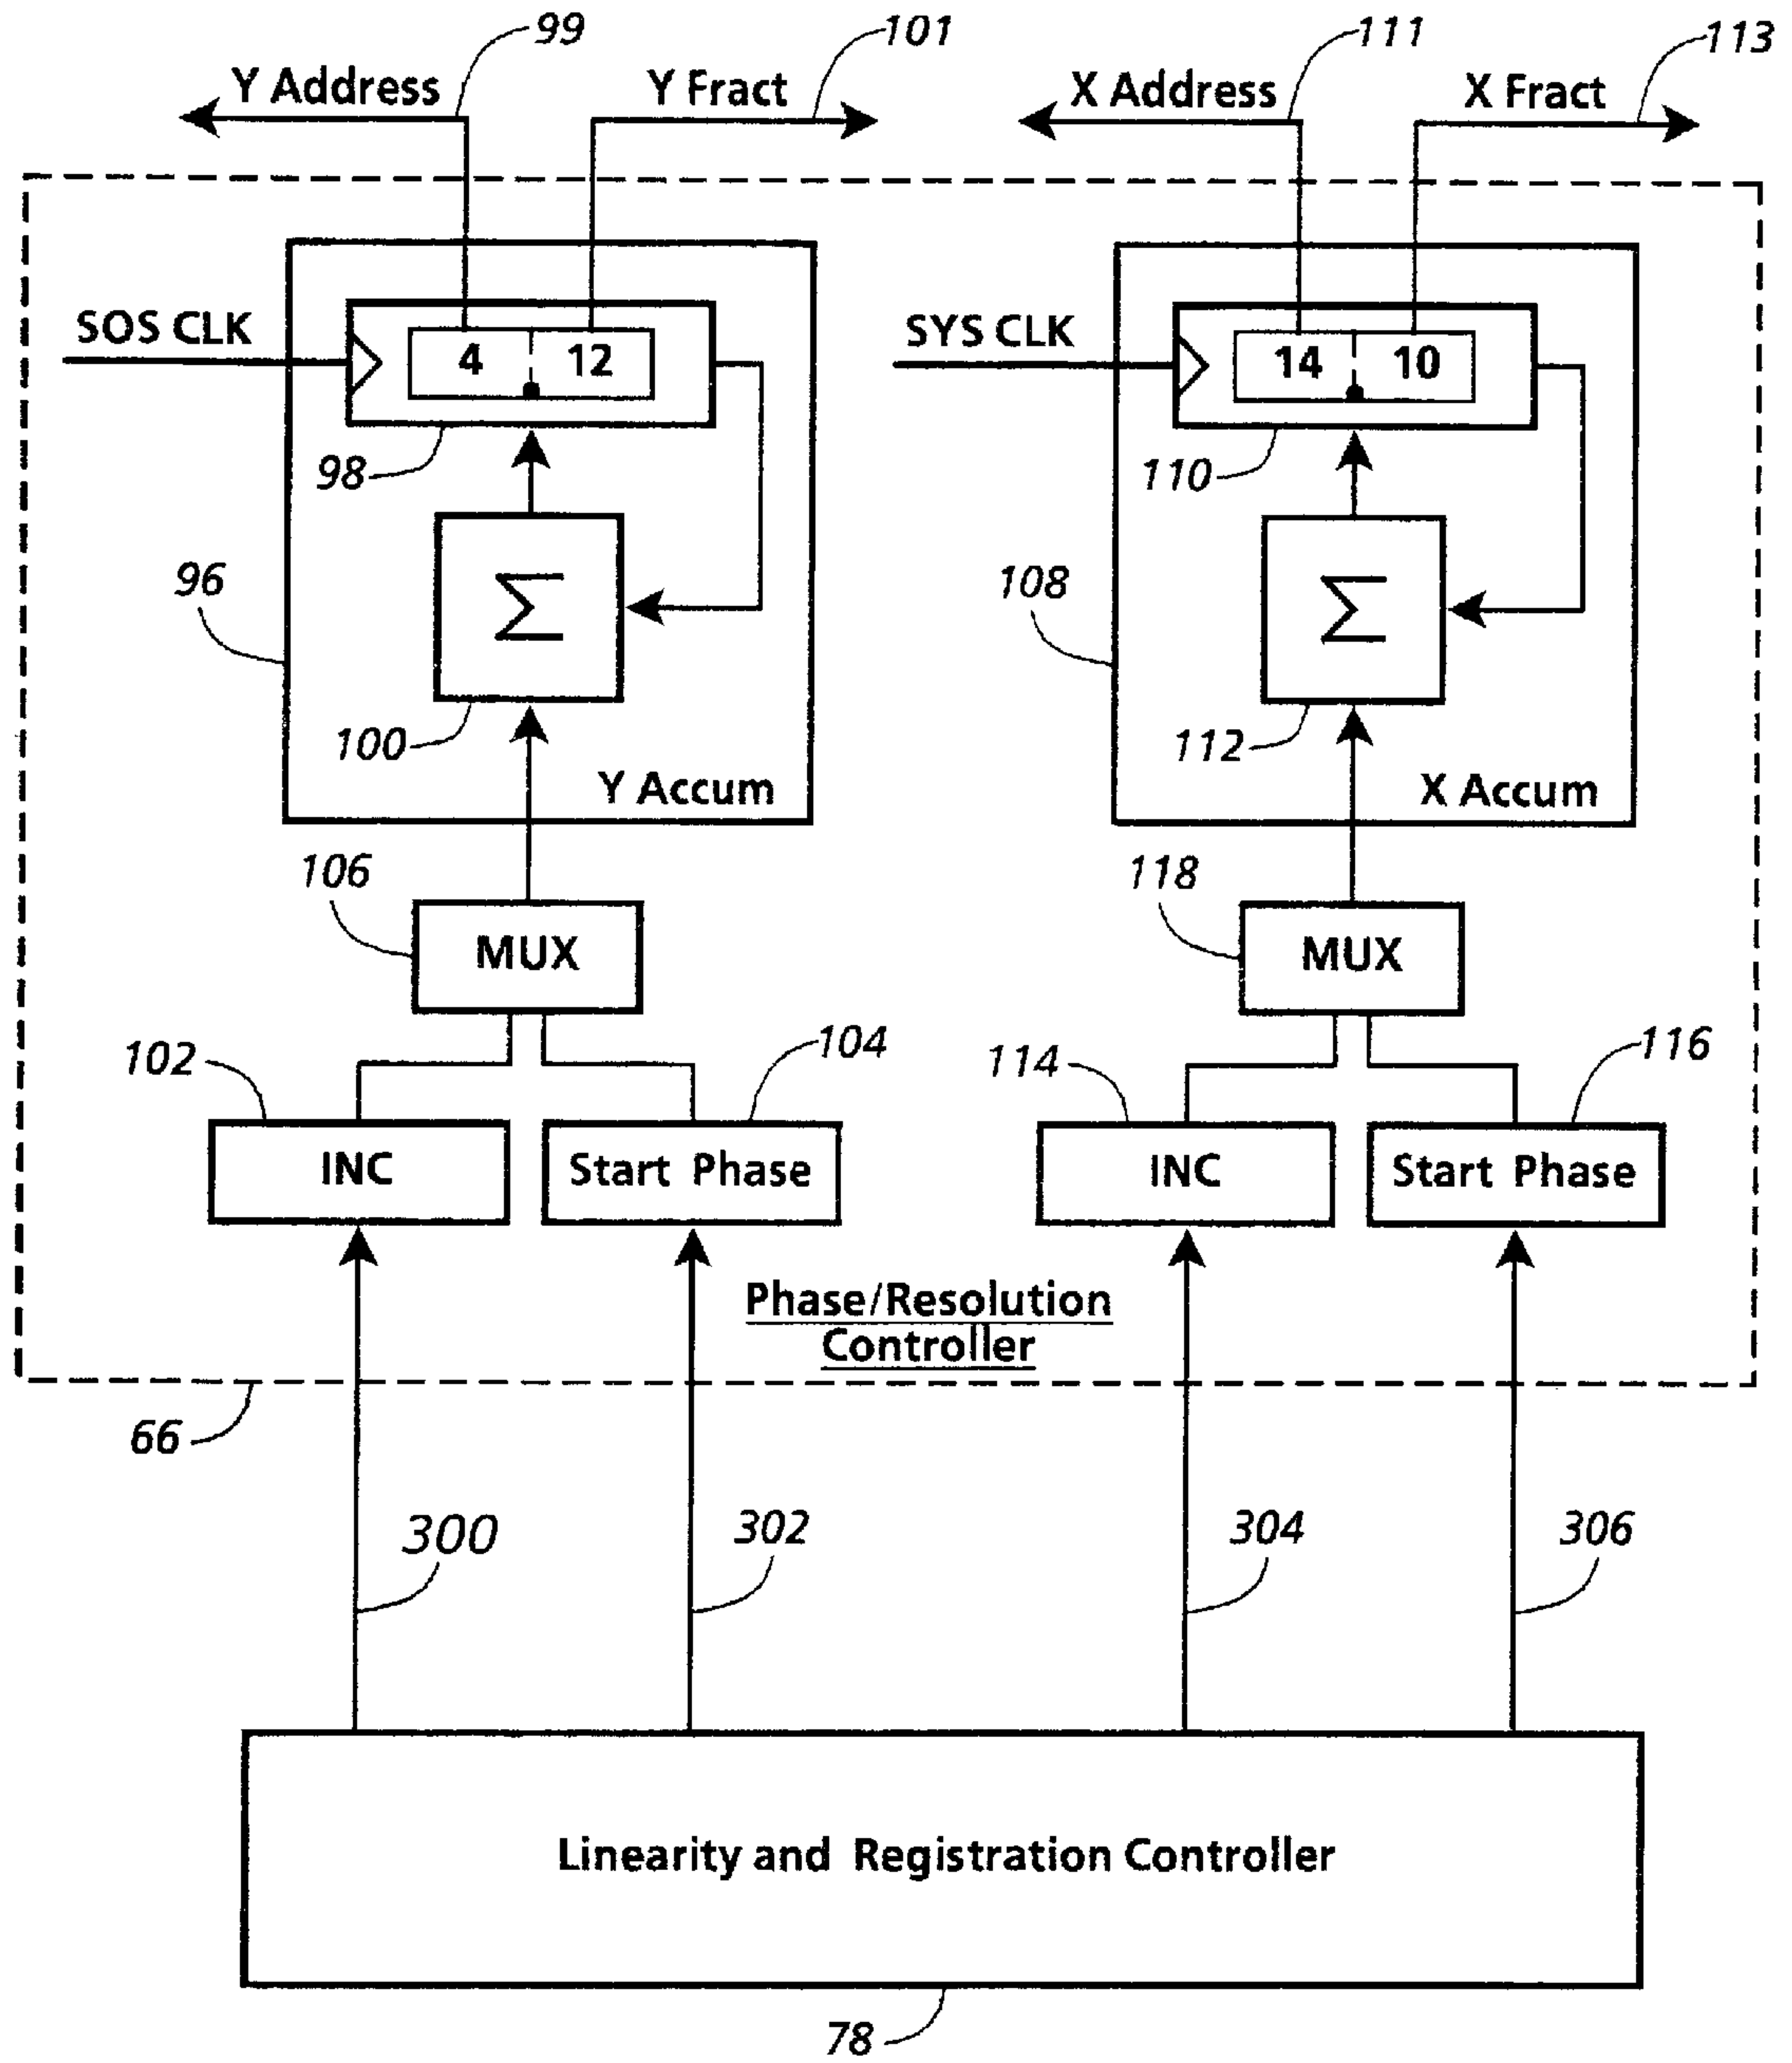 99 101 111 113
Y Address Y Fract X Address X Fract
SOS CLK 4 12 SYS CLK 14 10
98 110
96 Σ 108 Σ
100 112
Y Accum X Accum
106 118
MUX MUX
102 104 114 116
INC Start Phase INC Start Phase
Phase/Resolution
Controller
66
300 302 304 306
Linearity and Registration Controller
78